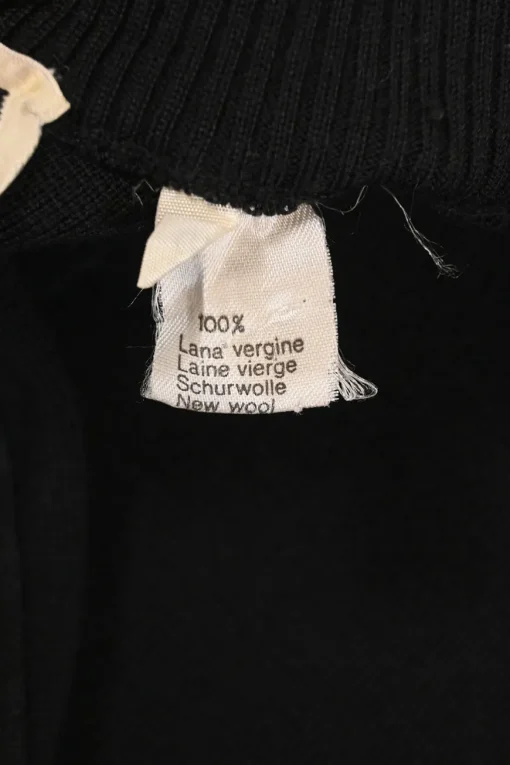 100%
Lana vergine
Laine vierge
Schurwolle
New wool